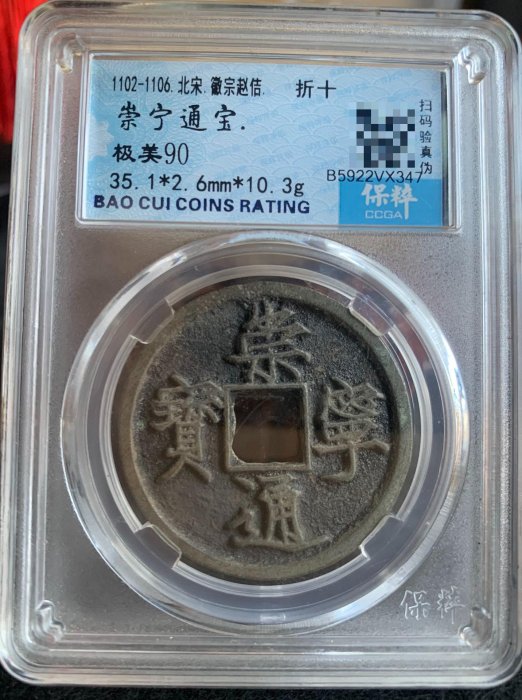 1102-1106.北宋.徽宗赵佶. 折十
崇宁通宝.
极美90
35.1*2.6mm*10.3g
BAO CUI COINS RATING
扫码验真伪
B5922VX347
保粹
CCGA
崇
寧
通
寶
保粹